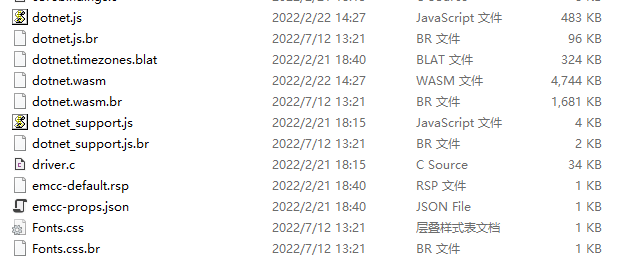 dotnet.js 2022/2/22 14:27 JavaScript 文件 483 KB
dotnet.js.br 2022/7/12 13:21 BR 文件 96 KB
dotnet.timezones.blat 2022/2/21 18:40 BLAT 文件 324 KB
dotnet.wasm 2022/2/22 14:27 WASM 文件 4,744 KB
dotnet.wasm.br 2022/7/12 13:21 BR 文件 1,681 KB
dotnet_support.js 2022/2/21 18:15 JavaScript 文件 4 KB
dotnet_support.js.br 2022/7/12 13:21 BR 文件 2 KB
driver.c 2022/2/21 18:15 C Source 34 KB
emcc-default.rsp 2022/2/21 18:40 RSP 文件 1 KB
emcc-props.json 2022/2/21 18:40 JSON File 1 KB
Fonts.css 2022/7/12 13:21 层叠样式表文档 1 KB
Fonts.css.br 2022/7/12 13:21 BR 文件 1 KB